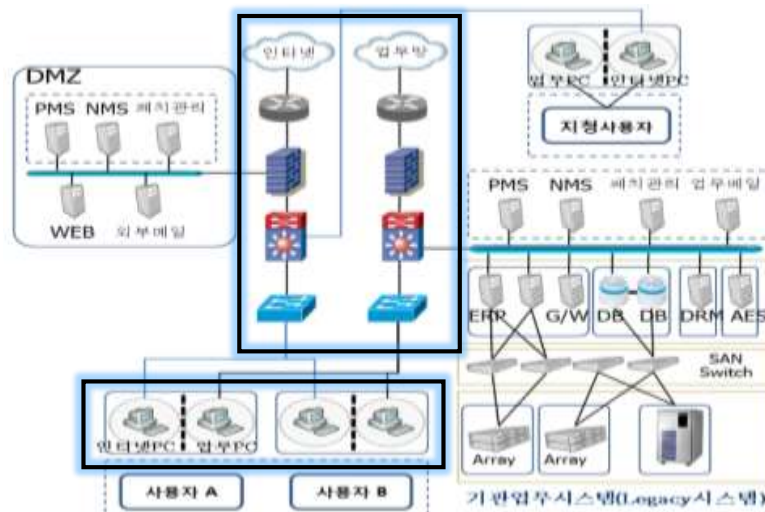 인터넷
업무망
업무PC
인터넷PC
지청사용자
DMZ
PMS NMS 패치관리
WEB 외부메일
PMS NMS 패치관리 업무메일
ERP G/W DB DB DRM AES
SAN
Switch
Array Array
인터넷PC 업무PC
사용자 A 사용자 B
기관업무시스템(Legacy시스템)